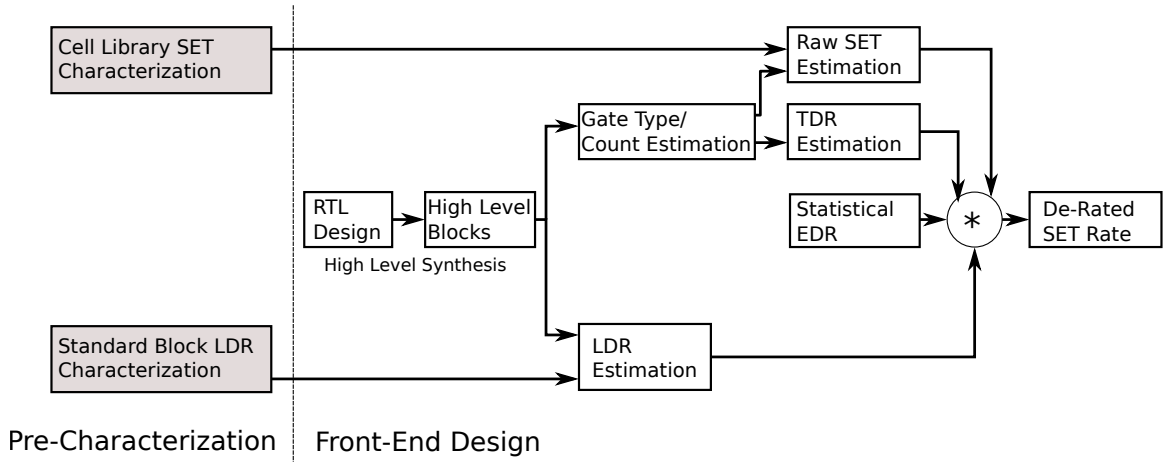 Cell Library SET
Characterization
Raw SET
Estimation
Gate Type/
Count Estimation
TDR
Estimation
RTL
Design
High Level
Blocks
High Level Synthesis
Statistical
EDR
*
De-Rated
SET Rate
Standard Block LDR
Characterization
LDR
Estimation
Pre-Characterization
Front-End Design